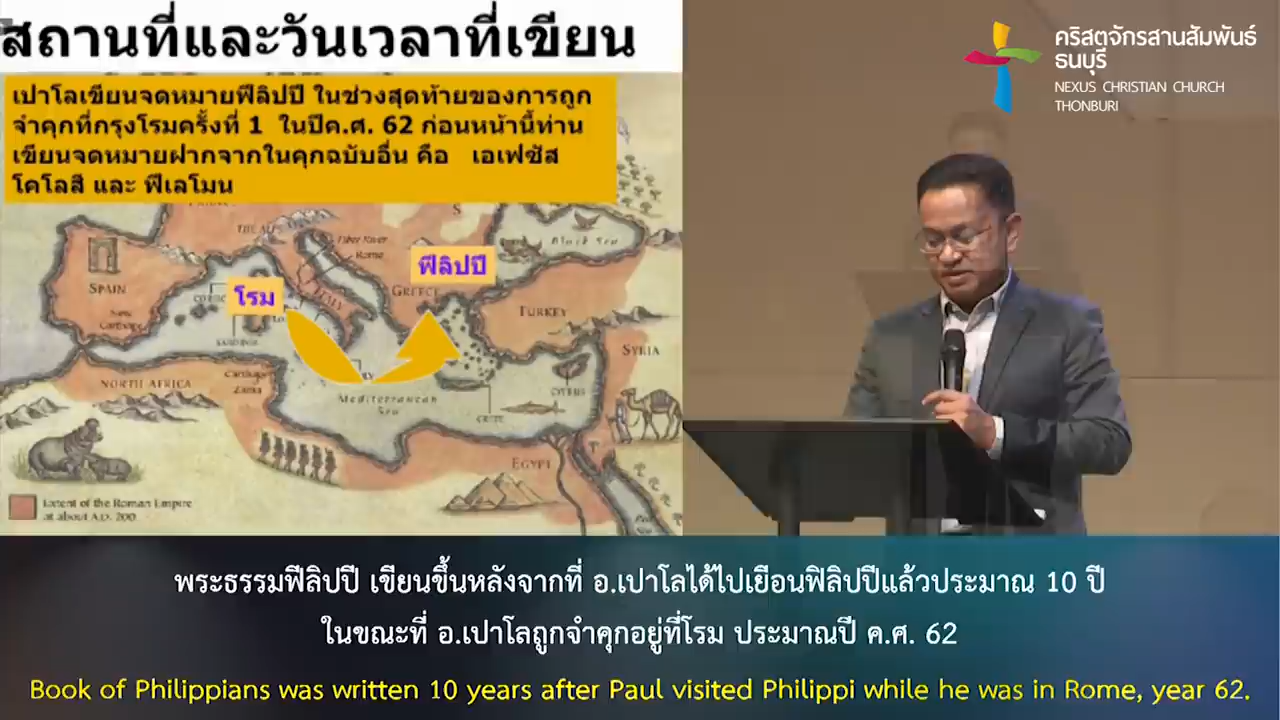 สถานที่และวันเวลาที่เขียน
คริสตจักรสานสัมพันธ์
ธนบุรี
NEXUS CHRISTIAN CHURCH
THONBURI
เปาโลเขียนจดหมายฟีลิปปี ในช่วงสุดท้ายของการถูก
จำคุกที่กรุงโรมครั้งที่ 1 ในปีค.ศ. 62 ก่อนหน้านี้ท่าน
เขียนจดหมายฝากจากในคุกฉบับอื่น คือ เอเฟซัส
โคโลสี และ ฟีเลโมน
THE ALPS
Tiber River
Rome
Black Sea
ฟีลิปปี
SPAIN
โรม
GREECE
ITALY
New
Carthage
TURKEY
SYRIA
NORTH AFRICA
Carthage
Zama
Mediterranean
Sea
CRETE
CYPRUS
EGYPT
Extent of the Roman Empire
at about A.D. 200
พระธรรมฟีลิปปี เขียนขึ้นหลังจากที่ อ.เปาโลได้ไปเยือนฟิลิปปีแล้วประมาณ 10 ปี
ในขณะที่ อ.เปาโลถูกจำคุกอยู่ที่โรม ประมาณปี ค.ศ. 62
Book of Philippians was written 10 years after Paul visited Philippi while he was in Rome, year 62.